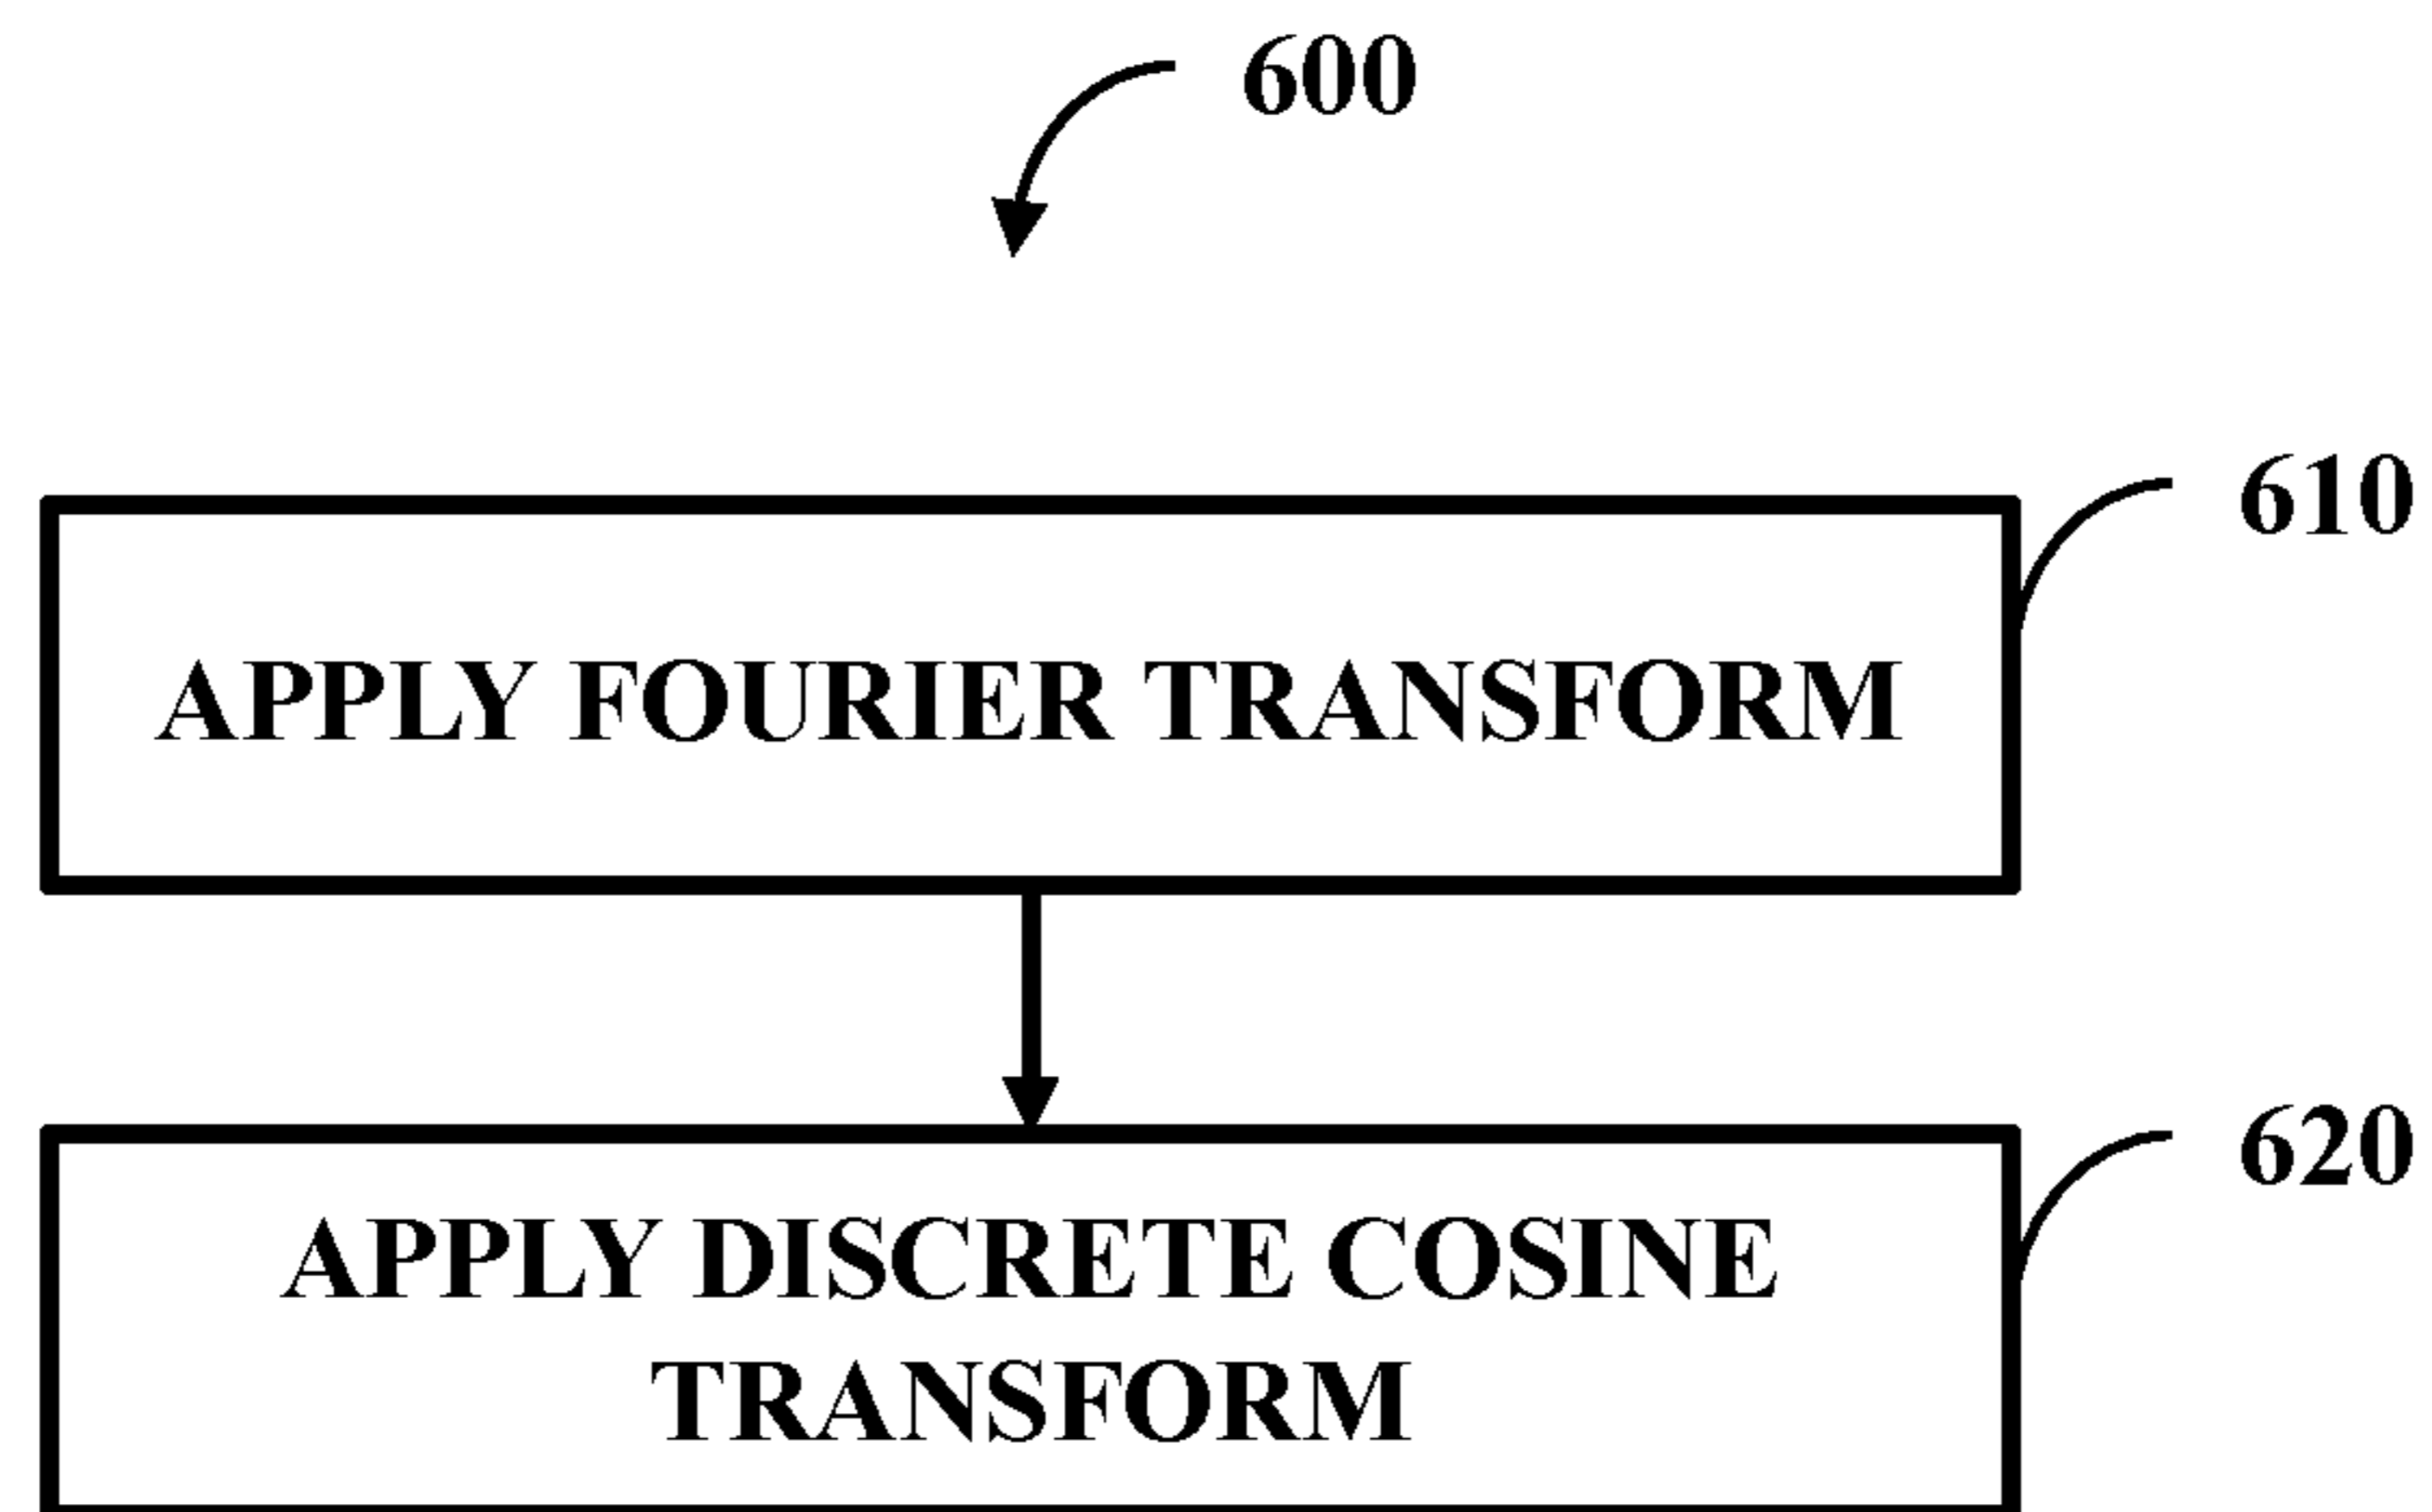 600
610
APPLY FOURIER TRANSFORM
620
APPLY DISCRETE COSINE
TRANSFORM